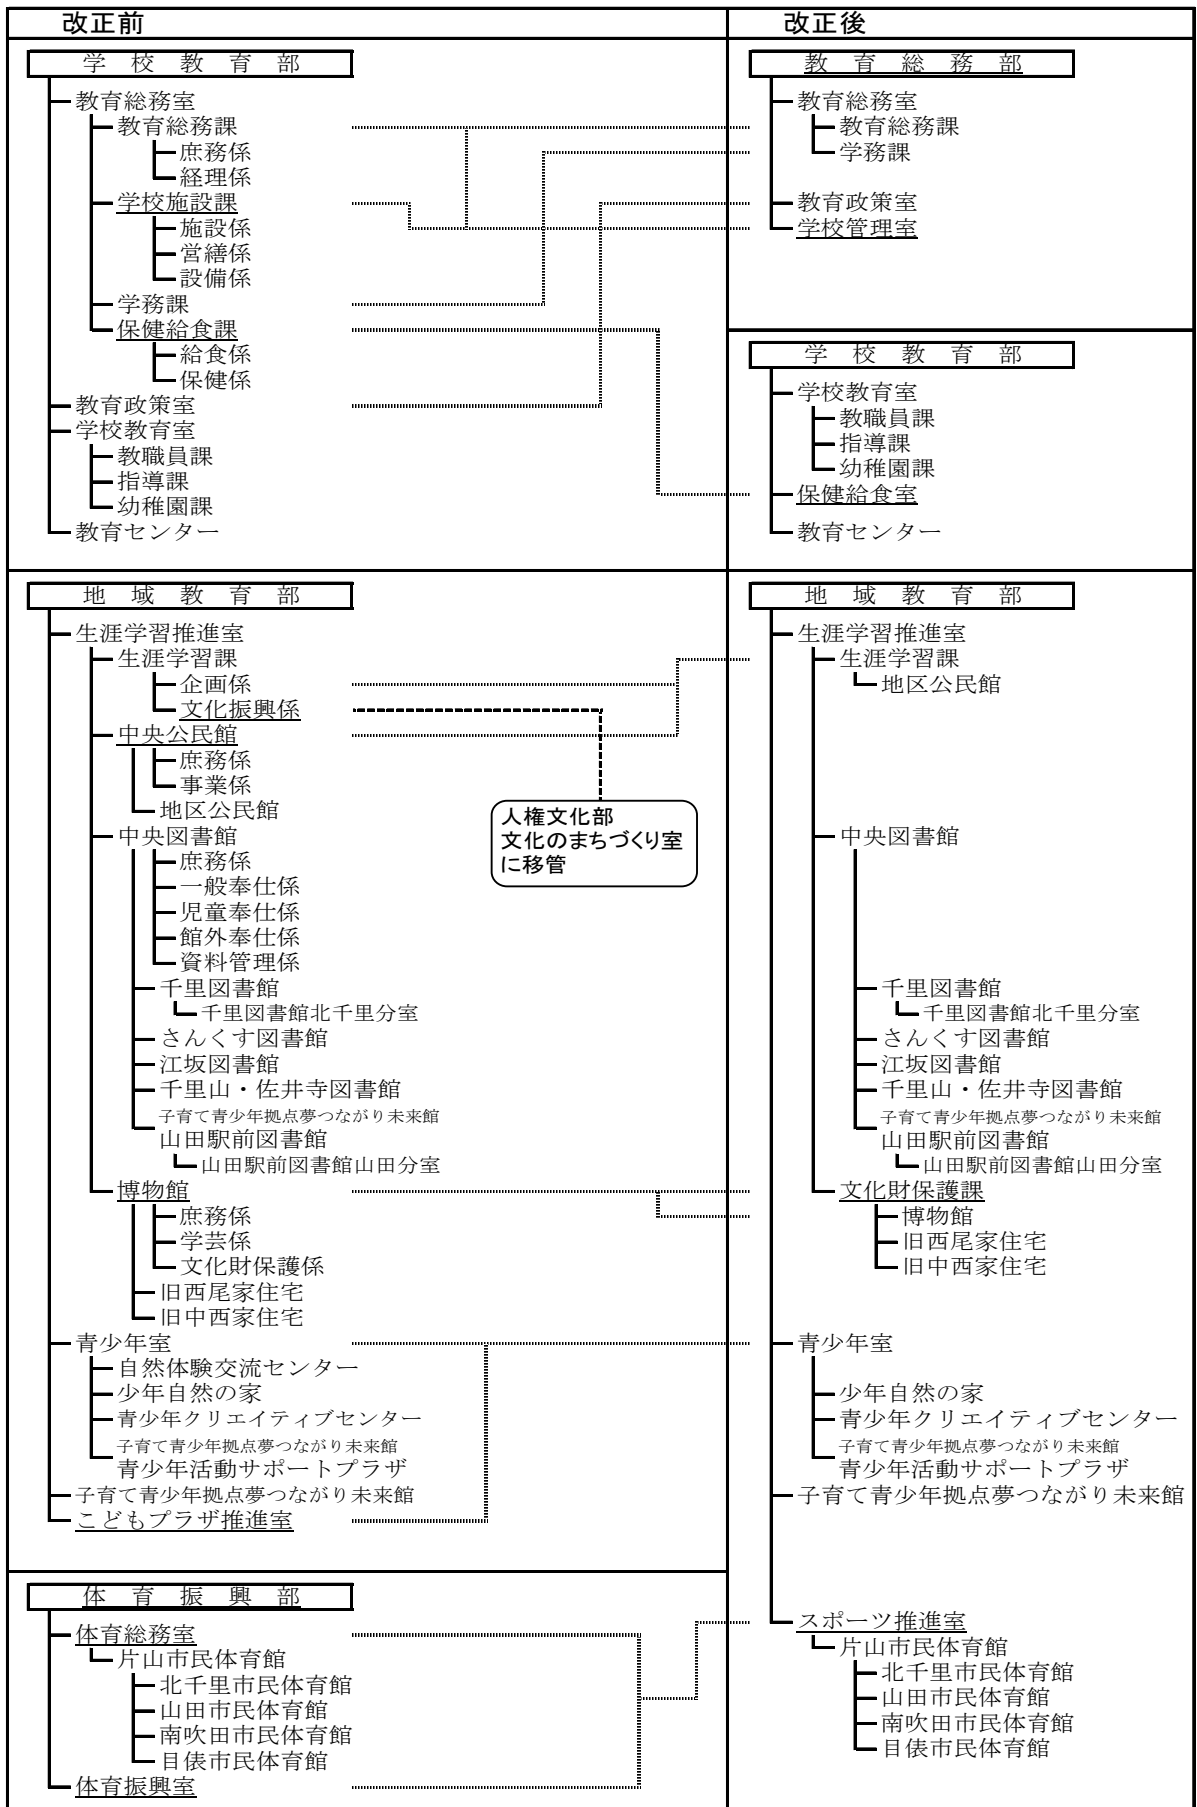 改正前
学校教育部
教育総務室
教育総務課
庶務係
経理係
学校施設課
施設係
営繕係
設備係
学務課
保健給食課
給食係
保健係
教育政策室
学校教育室
教職員課
指導課
幼稚園課
教育センター
地域教育部
生涯学習推進室
生涯学習課
企画係
文化振興係
中央公民館
庶務係
事業係
地区公民館
中央図書館
庶務係
一般奉仕係
児童奉仕係
館外奉仕係
資料管理係
千里図書館
千里図書館北千里分室
さんくす図書館
江坂図書館
千里山・佐井寺図書館
子育て青少年拠点夢つながり未来館
山田駅前図書館
山田駅前図書館山田分室
博物館
庶務係
学芸係
文化財保護係
旧西尾家住宅
旧中西家住宅
青少年室
自然体験交流センター
少年自然の家
青少年クリエイティブセンター
子育て青少年拠点夢つながり未来館
青少年活動サポートプラザ
子育て青少年拠点夢つながり未来館
こどもプラザ推進室
体育振興部
体育総務室
片山市民体育館
北千里市民体育館
山田市民体育館
南吹田市民体育館
目俵市民体育館
体育振興室
人権文化部
文化のまちづくり室
に移管
改正後
教育総務部
教育総務室
教育総務課
学務課
教育政策室
学校管理室
学校教育部
学校教育室
教職員課
指導課
幼稚園課
保健給食室
教育センター
地域教育部
生涯学習推進室
生涯学習課
地区公民館
中央図書館
千里図書館
千里図書館北千里分室
さんくす図書館
江坂図書館
千里山・佐井寺図書館
子育て青少年拠点夢つながり未来館
山田駅前図書館
山田駅前図書館山田分室
文化財保護課
博物館
旧西尾家住宅
旧中西家住宅
青少年室
少年自然の家
青少年クリエイティブセンター
子育て青少年拠点夢つながり未来館
青少年活動サポートプラザ
子育て青少年拠点夢つながり未来館
スポーツ推進室
片山市民体育館
北千里市民体育館
山田市民体育館
南吹田市民体育館
目俵市民体育館